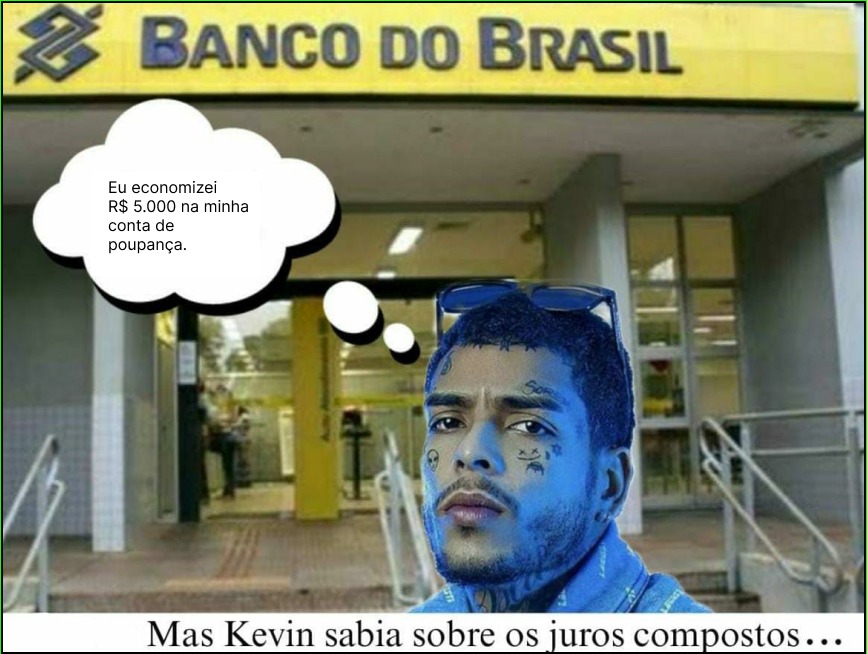 BANCO DO BRASIL
Eu economizei
R$ 5.000 na minha
conta de
poupança.
Mas Kevin sabia sobre os juros compostos...